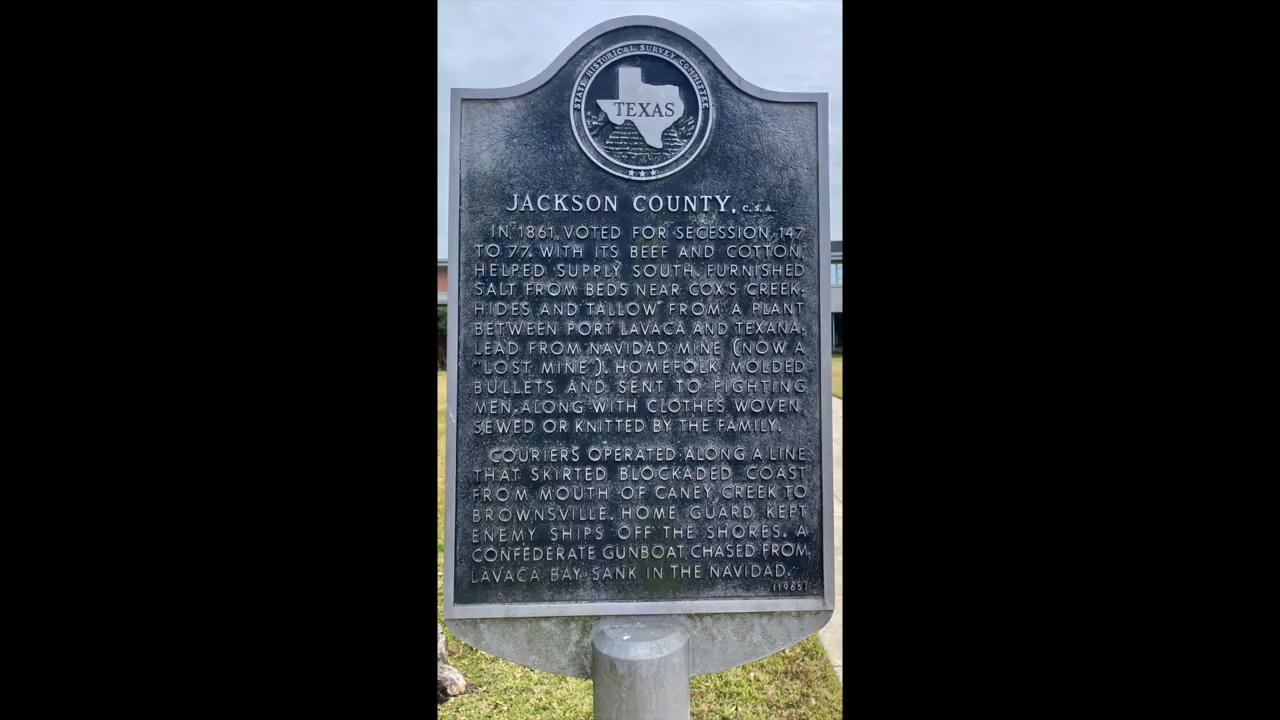 STATE HISTORICAL SURVEY COMMITTEE
TEXAS
JACKSON COUNTY, C.S.A.
IN 1861, VOTED FOR SECESSION, 147
TO 77. WITH ITS BEEF AND COTTON,
HELPED SUPPLY SOUTH. FURNISHED
SALT FROM BEDS NEAR COX'S CREEK.
HIDES AND TALLOW FROM A PLANT
BETWEEN PORT LAVACA AND TEXANA;
LEAD FROM NAVIDAD MINE (NOW A
"LOST MINE"). HOMEFOLK MOLDED
BULLETS AND SENT TO FIGHTING
MEN, ALONG WITH CLOTHES WOVEN
SEWED OR KNITTED BY THE FAMILY.
COURIERS OPERATED ALONG A LINE
THAT SKIRTED BLOCKADED COAST
FROM MOUTH OF CANEY CREEK TO
BROWNSVILLE. HOME GUARD KEPT
ENEMY SHIPS OFF THE SHORES. A
CONFEDERATE GUNBOAT, CHASED FROM
LAVACA BAY, SANK IN THE NAVIDAD.
(1965)